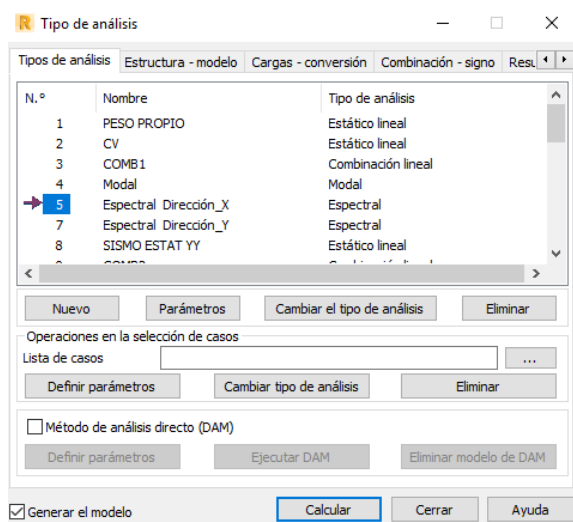 R Tipo de análisis
Tipos de análisis Estructura - modelo Cargas - conversión Combinación - signo
N.º Nombre Tipo de análisis
1 PESO PROPIO Estático lineal
2 CV Estático lineal
3 COMB1 Combinación lineal
4 Modal Modal
5 Espectral Dirección_X Espectral
7 Espectral Dirección_Y Espectral
8 SISMO ESTAT YY Estático lineal
Nuevo Parámetros Cambiar el tipo de análisis Eliminar
Operaciones en la selección de casos
Lista de casos ...
Definir parámetros Cambiar tipo de análisis Eliminar
Método de análisis directo (DAM)
Definir parámetros Ejecutar DAM Eliminar modelo de DAM
Generar el modelo Calcular Cerrar Ayuda